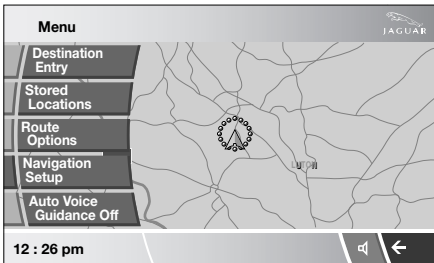 Menu
JAGUAR
Destination
Entry
Stored
Locations
Route
Options
Navigation
Setup
Auto Voice
Guidance Off
LUTON
12 : 26 pm